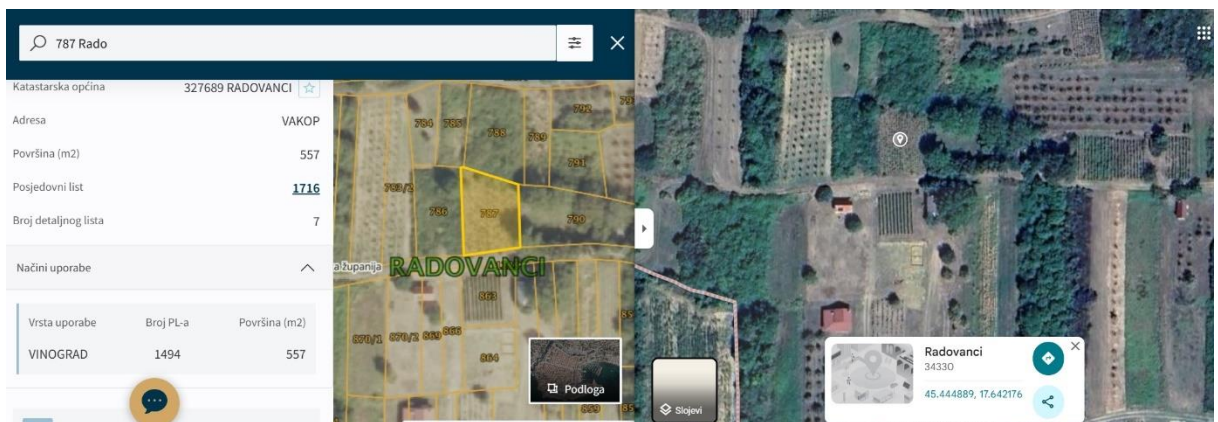 787 Rado
Katastarska općina 327689 RADOVANCI
Adresa VAKOP
Površina (m2) 557
Posjedovni list 1716
Broj detaljnog lista 7
Načini uporabe
Vrsta uporabe Broj PL-a Površina (m2)
VINOGRAD 1494 557
792
784 785 788 789
791
783/2
786 787 790
a županija RADOVANCI
863
870/1 870/2 869 866
864
Podloga
859
Slojevi
Radovanci
34330
45.444889, 17.642176